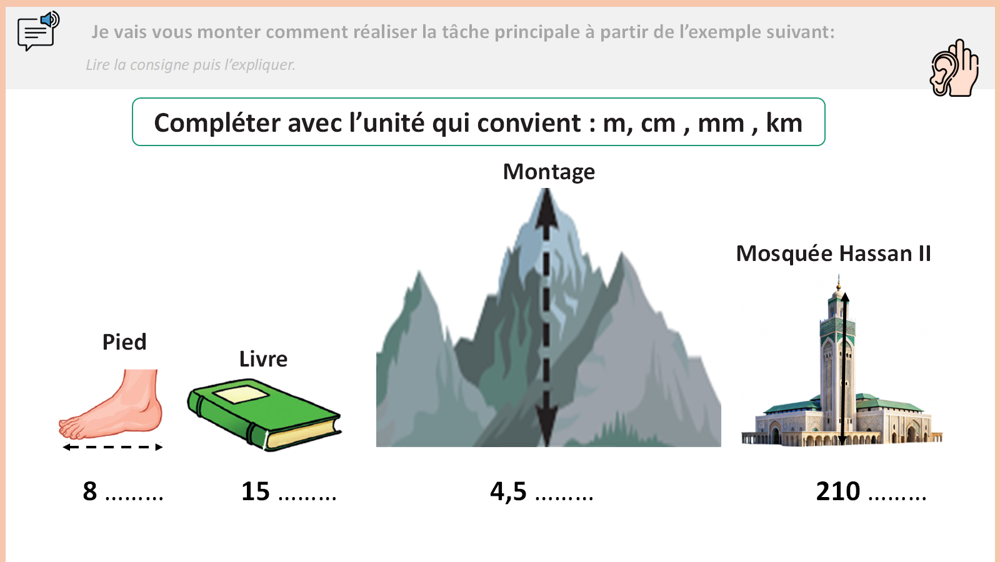 Je vais vous monter comment réaliser la tâche principale à partir de l’exemple suivant:
Lire la consigne puis l’expliquer.
Compléter avec l’unité qui convient : m, cm , mm , km
Montage
Mosquée Hassan II
Pied
Livre
8 .........
15 .........
4,5 .........
210 .........